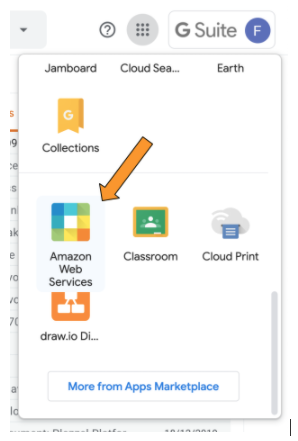 G Suite F
Jamboard Cloud Sea... Earth
G
Collections
Amazon Classroom Cloud Print
Web
Services
draw.io Di...
More from Apps Marketplace